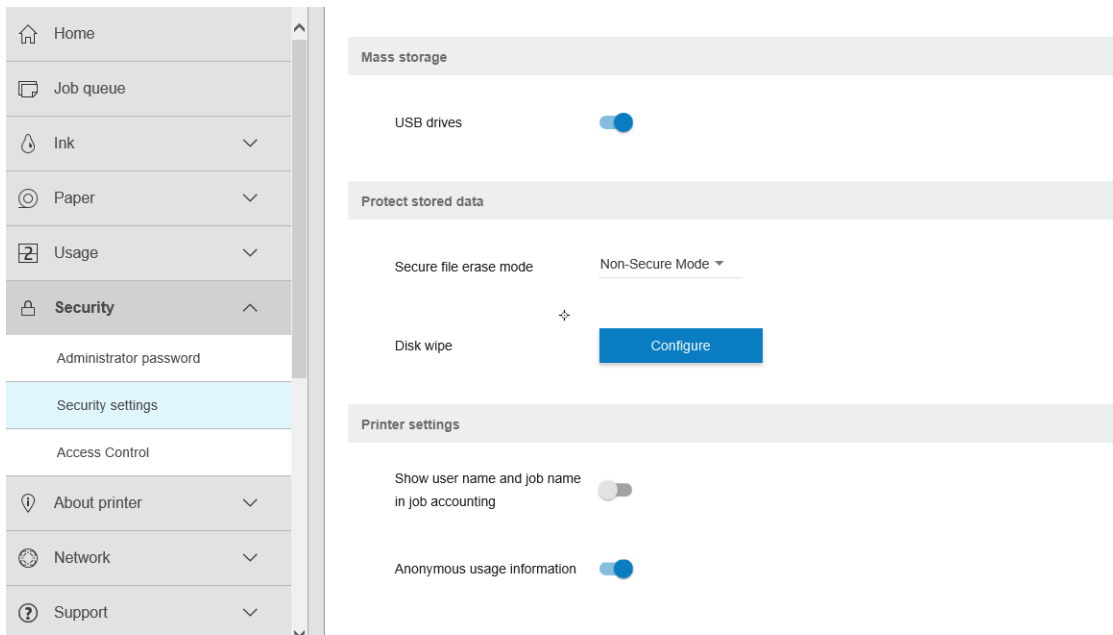 Home
Job queue
Ink
Paper
2 Usage
Security
Administrator password
Security settings
Access Control
About printer
Network
Support
Mass storage
USB drives
Protect stored data
Secure file erase mode
Non-Secure Mode
Disk wipe
Configure
Printer settings
Show user name and job name
in job accounting
Anonymous usage information